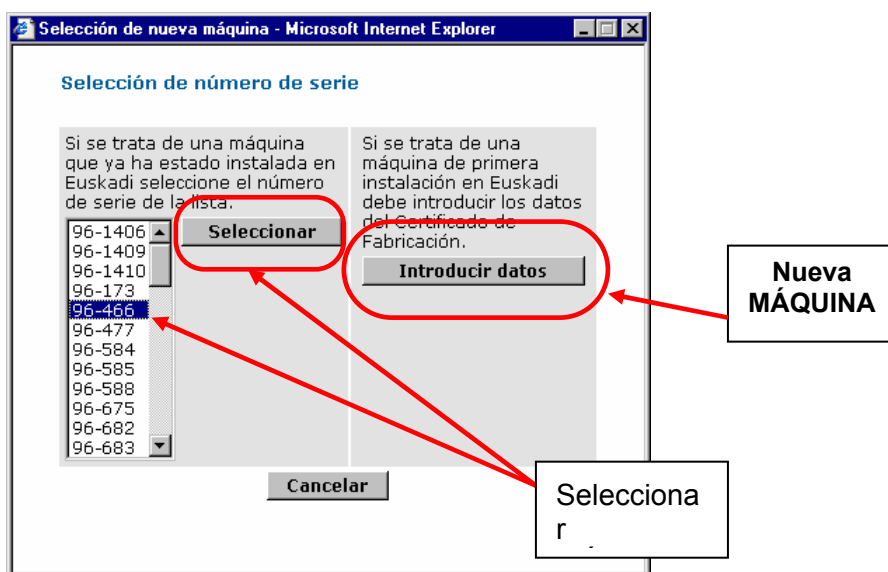 Selección de nueva máquina - Microsoft Internet Explorer
Selección de número de serie
Si se trata de una máquina
que ya ha estado instalada en
Euskadi seleccione el número
de serie de la lista.
96-1406
96-1409
96-1410
96-173
96-466
96-477
96-584
96-585
96-588
96-675
96-682
96-683
Seleccionar
Si se trata de una
máquina de primera
instalación en Euskadi
debe introducir los datos
del Certificado de
Fabricación.
Introducir datos
Cancelar
Nueva
MÁQUINA
Selecciona
r